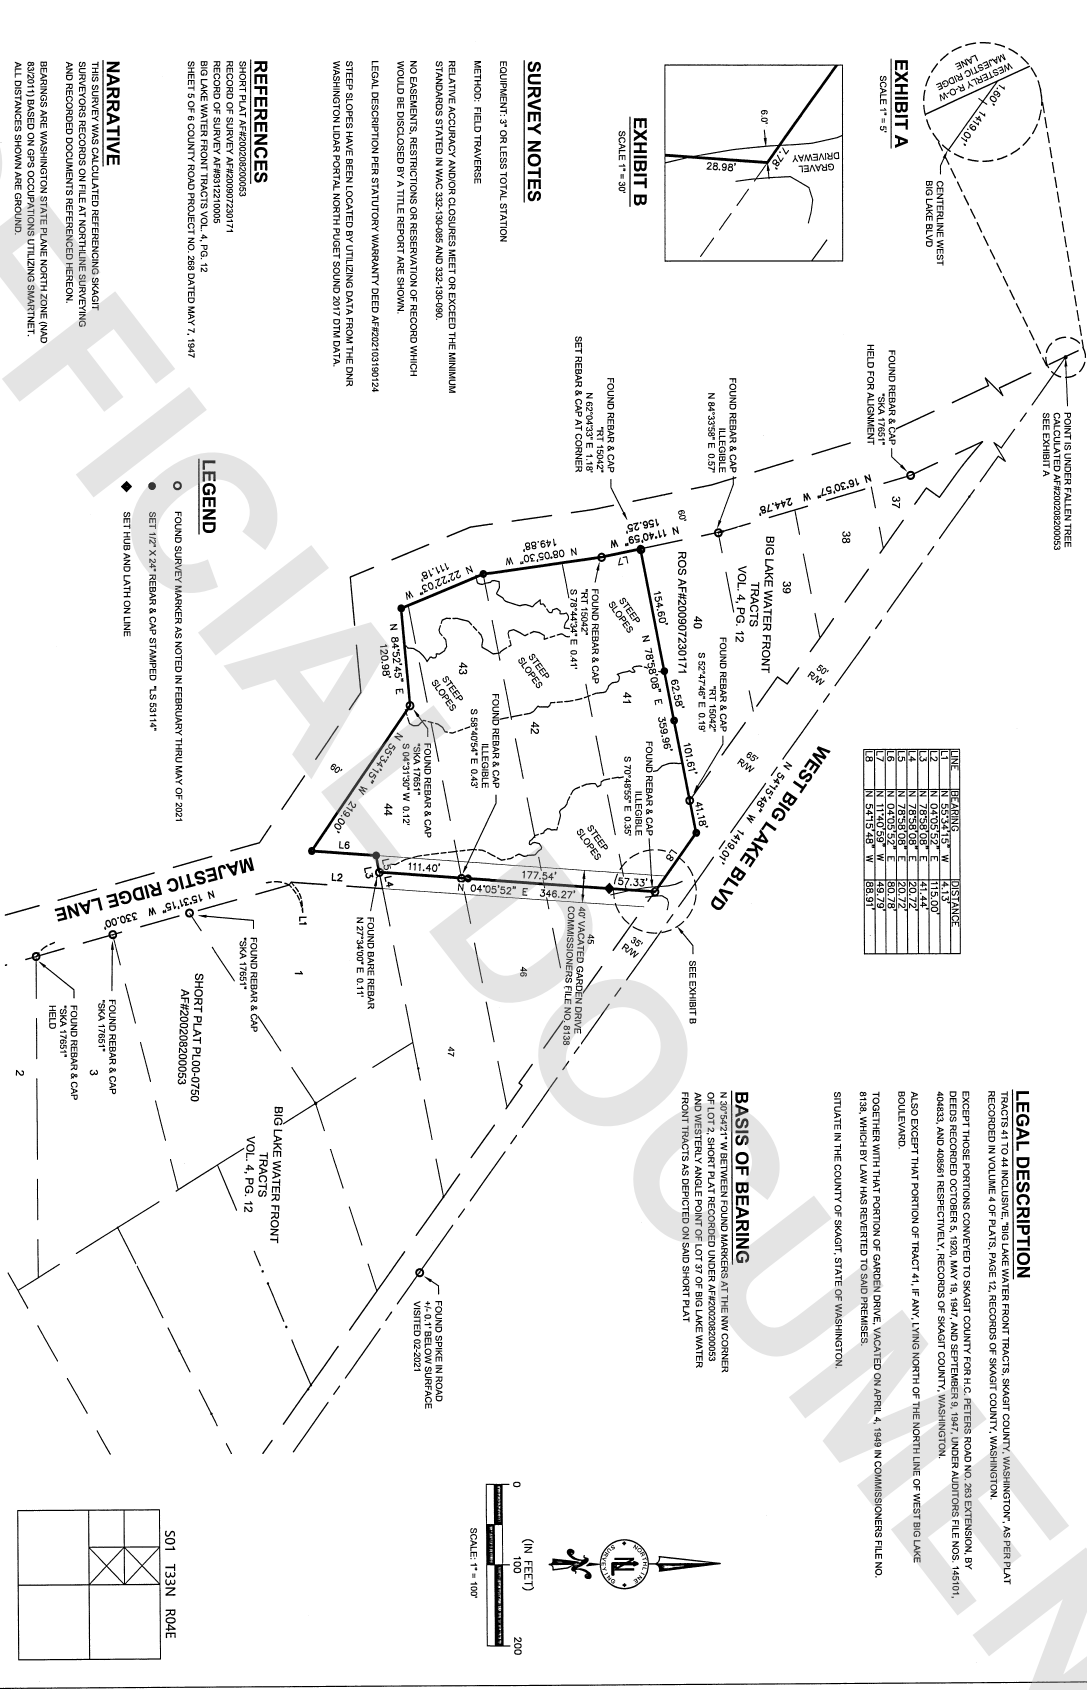 EXHIBIT A
SCALE 1" = 5'
WESTERLY R-O-W
MAJESTIC RIDGE
LANE
1.60'
1419.01'
CENTERLINE WEST
BIG LAKE BLVD
POINT IS UNDER FALLEN TREE
CALCULATED AF#200208200053
SEE EXHIBIT A
FOUND REBAR & CAP
"SKA 17651"
HELD FOR ALIGNMENT
EXHIBIT B
SCALE 1" = 30'
6.0'
7.78'
28.98'
GRAVEL
DRIVEWAY
SURVEY NOTES
EQUIPMENT: 3" OR LESS TOTAL STATION
METHOD: FIELD TRAVERSE
RELATIVE ACCURACY AND/OR CLOSURES MEET OR EXCEED THE MINIMUM
STANDARDS STATED IN WAC 332-130-085 AND 332-130-090.
NO EASEMENTS, RESTRICTIONS OR RESERVATION OF RECORD WHICH
WOULD BE DISCLOSED BY A TITLE REPORT ARE SHOWN.
LEGAL DESCRIPTION PER STATUTORY WARRANTY DEED AF#202103190124
STEEP SLOPES HAVE BEEN LOCATED BY UTILIZING DATA FROM THE DNR
WASHINGTON LIDAR PORTAL NORTH PUGET SOUND 2017 DTM DATA.
REFERENCES
SHORT PLAT AF#200208200053
RECORD OF SURVEY AF#200907230171
RECORD OF SURVEY AF#9312210005
BIG LAKE WATER FRONT TRACTS VOL. 4, PG. 12
SHEET 5 OF 6 COUNTY ROAD PROJECT NO. 268 DATED MAY 7, 1947
NARRATIVE
THIS SURVEY WAS CALCULATED REFERENCING SKAGIT
SURVEYORS RECORDS ON FILE AT NORTHLINE SURVEYING
AND RECORDED DOCUMENTS REFERENCED HEREON.
BEARINGS ARE WASHINGTON STATE PLANE NORTH ZONE (NAD
83/2011) BASED ON GPS OCCUPATIONS UTILIZING SMARTNET.
ALL DISTANCES SHOWN ARE GROUND.
LEGEND
FOUND SURVEY MARKER AS NOTED IN FEBRUARY THRU MAY OF 2021
SET 1/2" X 24" REBAR & CAP STAMPED "LS 53114"
SET HUB AND LATH ON LINE
FOUND REBAR & CAP
ILLEGIBLE
N 84°33'58" E 0.57'
FOUND REBAR & CAP
"RT 15042"
N 62°04'33" E 1.18'
SET REBAR & CAP AT CORNER
N 16°30'57" W 244.78'
37
38
39
40
41
42
43
44
45
46
47
60'
BIG LAKE WATER FRONT
TRACTS
VOL. 4, PG. 12
ROS AF#200907230171
N 11°40'59" W
156.25'
L7
N 08°05'30" W
149.88'
N 22°22'03" W
111.18'
N 84°52'45" E
120.98'
N 55°34'15" W 219.00'
60'
154.60'
N 78°58'08" E 359.96'
62.58'
101.61'
41.18'
STEEP
SLOPES
STEEP
SLOPES
STEEP
SLOPES
STEEP
SLOPES
FOUND REBAR & CAP
"RT 15042"
S 78°44'34" E 0.41'
FOUND REBAR & CAP
"RT 15042"
S 52°47'46" E 0.19'
FOUND REBAR & CAP
ILLEGIBLE
S 70°48'55" E 0.35'
FOUND REBAR & CAP
ILLEGIBLE
S 58°40'54" E 0.43'
FOUND REBAR & CAP
"SKA 17651"
S 04°31'30" W 0.12'
FOUND BARE REBAR
N 27°34'00" E 0.11'
50'
R/W
65'
R/W
35'
R/W
WEST BIG LAKE BLVD
N 54°15'48" W 1419.01'
SEE EXHIBIT B
L8
57.33'
177.54'
111.40'
N 04°05'52" E 346.27'
40' VACATED GARDEN DRIVE
COMMISSIONERS FILE NO. 8138
L6
L5
L3
L4
L2
L1
MAJESTIC RIDGE LANE
N 15°31'15" W 330.00'
FOUND REBAR & CAP
"SKA 17651"
FOUND REBAR & CAP
"SKA 17651"
FOUND REBAR & CAP
"SKA 17651"
HELD
1
2
3
SHORT PLAT PL00-0750
AF#200208200053
BIG LAKE WATER FRONT
TRACTS
VOL. 4, PG. 12
FOUND SPIKE IN ROAD
+/- 0.1' BELOW SURFACE
VISITED 02-2021
LINE BEARING DISTANCE
L1 N 55°34'15" W 4.13'
L2 N 04°05'52" E 115.00'
L3 N 78°58'08" E 41.44'
L4 N 78°58'08" E 20.72'
L5 N 78°58'08" E 20.72'
L6 N 04°05'52" E 80.78'
L7 N 11°40'59" W 49.79'
L8 N 54°15'48" W 88.91'
LEGAL DESCRIPTION
TRACTS 41 TO 44 INCLUSIVE, "BIG LAKE WATER FRONT TRACTS, SKAGIT COUNTY, WASHINGTON", AS PER PLAT
RECORDED IN VOLUME 4 OF PLATS, PAGE 12, RECORDS OF SKAGIT COUNTY, WASHINGTON.
EXCEPT THOSE PORTIONS CONVEYED TO SKAGIT COUNTY FOR H.C. PETERS ROAD NO. 263 EXTENSION, BY
DEEDS RECORDED OCTOBER 5, 1920, MAY 19, 1947, AND SEPTEMBER 9, 1947, UNDER AUDITORS FILE NOS. 145101,
404833, AND 408561 RESPECTIVELY, RECORDS OF SKAGIT COUNTY, WASHINGTON.
ALSO EXCEPT THAT PORTION OF TRACT 41, IF ANY, LYING NORTH OF THE NORTH LINE OF WEST BIG LAKE
BOULEVARD.
TOGETHER WITH THAT PORTION OF GARDEN DRIVE, VACATED ON APRIL 4, 1949 IN COMMISSIONERS FILE NO.
8138, WHICH BY LAW HAS REVERTED TO SAID PREMISES.
SITUATE IN THE COUNTY OF SKAGIT, STATE OF WASHINGTON.
BASIS OF BEARING
N 30°54'21" W BETWEEN FOUND MARKERS AT THE NW CORNER
OF LOT 2, SHORT PLAT RECORDED UNDER AF#200208200053
AND WESTERLY ANGLE POINT OF LOT 37 OF BIG LAKE WATER
FRONT TRACTS AS DEPICTED ON SAID SHORT PLAT
NORTHLINE
SURVEYING
0
100
200
(IN FEET)
SCALE: 1" = 100'
S01 T33N R04E